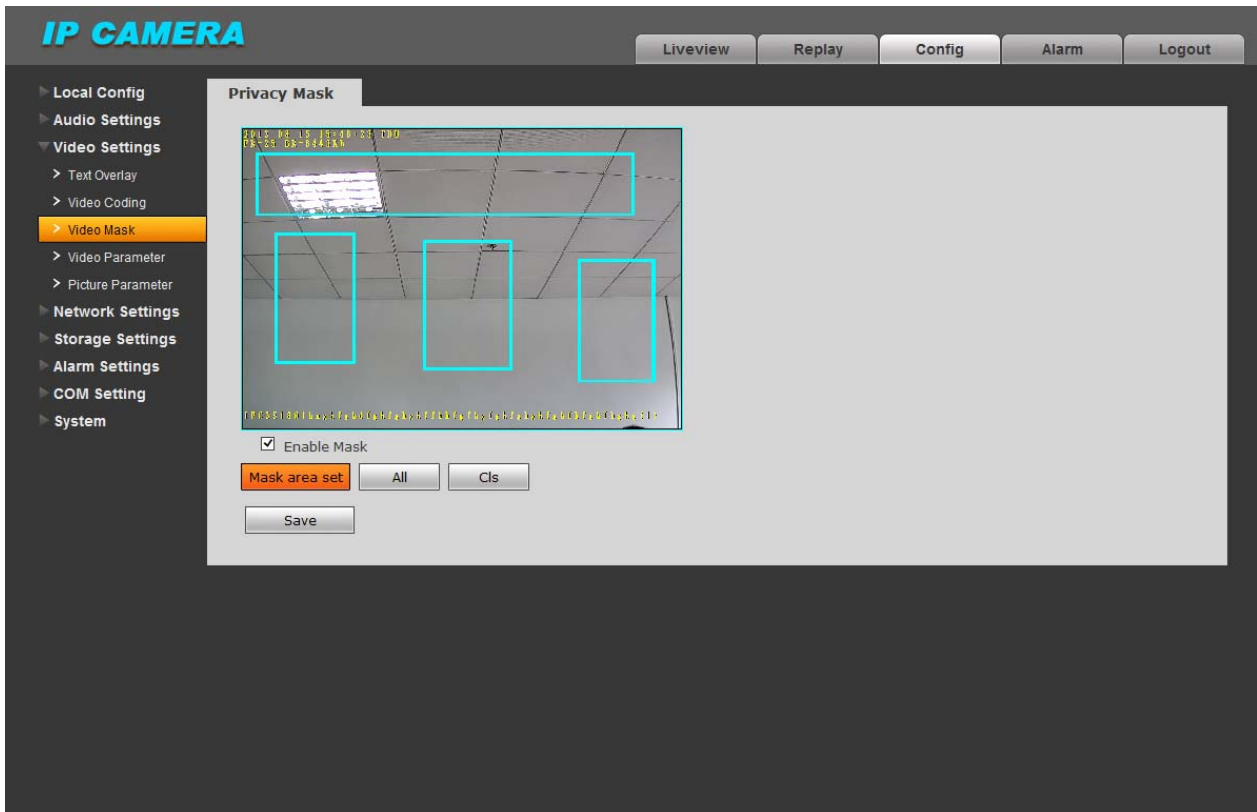 IP CAMERA
Liveview Replay Config Alarm Logout
Local Config
Audio Settings
Video Settings
Text Overlay
Video Coding
Video Mask
Video Parameter
Picture Parameter
Network Settings
Storage Settings
Alarm Settings
COM Setting
System
Privacy Mask
Enable Mask
Mask area set All Cls
Save